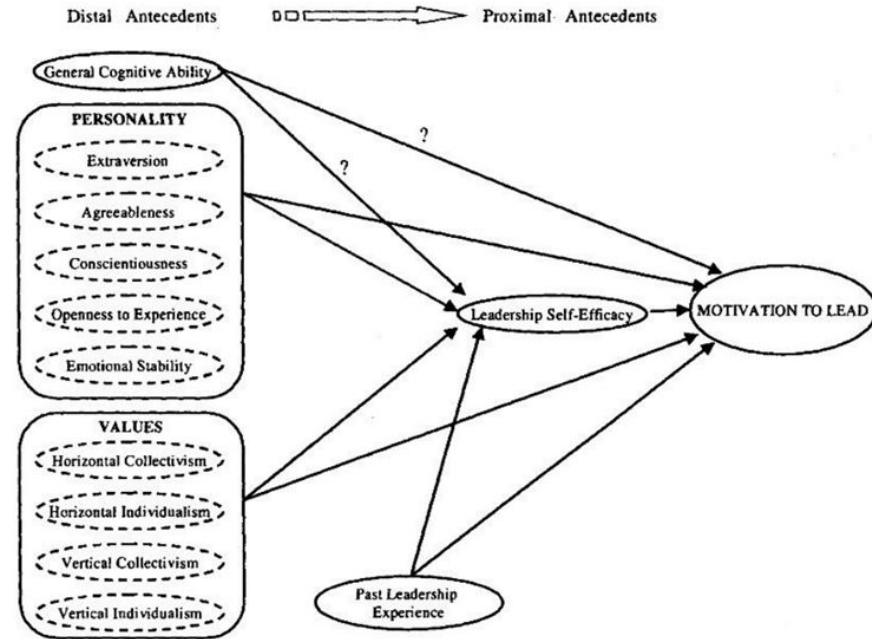 Distal Antecedents
Proximal Antecedents
General Cognitive Ability
PERSONALITY
Extraversion
Agreeableness
Conscientiousness
Openness to Experience
Emotional Stability
?
?
Leadership Self-Efficacy
MOTIVATION TO LEAD
VALUES
Horizontal Collectivism
Horizontal Individualism
Vertical Collectivism
Vertical Individualism
Past Leadership
Experience